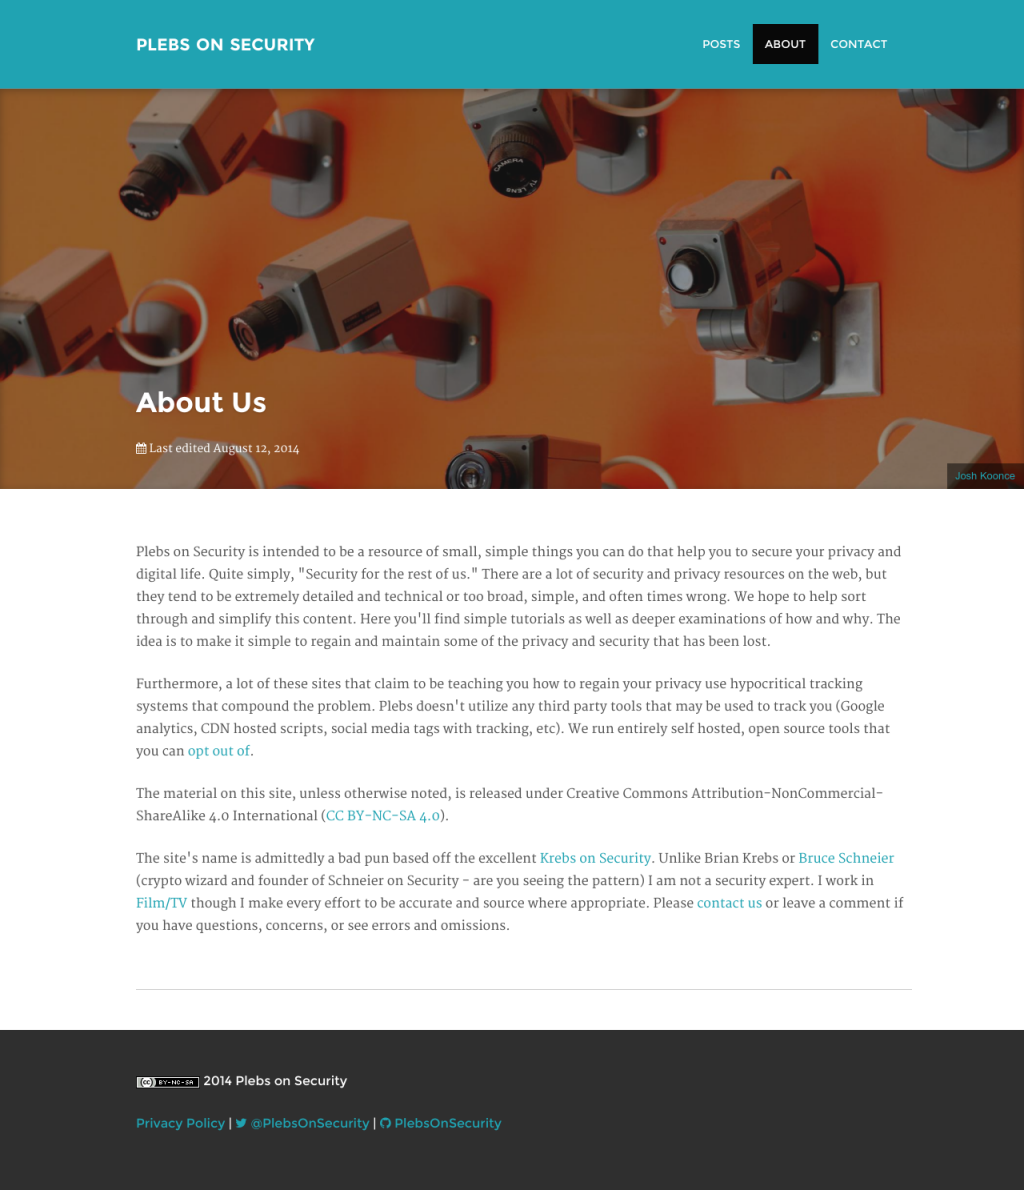 PLEBS ON SECURITY
POSTS ABOUT CONTACT
CAMERA
TV LENS
About Us
Last edited August 12, 2014
Josh Koonce
Plebs on Security is intended to be a resource of small, simple things you can do that help you to secure your privacy and
digital life. Quite simply, "Security for the rest of us." There are a lot of security and privacy resources on the web, but
they tend to be extremely detailed and technical or too broad, simple, and often times wrong. We hope to help sort
through and simplify this content. Here you'll find simple tutorials as well as deeper examinations of how and why. The
idea is to make it simple to regain and maintain some of the privacy and security that has been lost.
Furthermore, a lot of these sites that claim to be teaching you how to regain your privacy use hypocritical tracking
systems that compound the problem. Plebs doesn't utilize any third party tools that may be used to track you (Google
analytics, CDN hosted scripts, social media tags with tracking, etc). We run entirely self hosted, open source tools that
you can opt out of.
The material on this site, unless otherwise noted, is released under Creative Commons Attribution-NonCommercial-
ShareAlike 4.0 International (CC BY-NC-SA 4.0).
The site's name is admittedly a bad pun based off the excellent Krebs on Security. Unlike Brian Krebs or Bruce Schneier
(crypto wizard and founder of Schneier on Security - are you seeing the pattern) I am not a security expert. I work in
Film/TV though I make every effort to be accurate and source where appropriate. Please contact us or leave a comment if
you have questions, concerns, or see errors and omissions.
(cc) BY-NC-SA 2014 Plebs on Security
Privacy Policy | @PlebsOnSecurity | PlebsOnSecurity